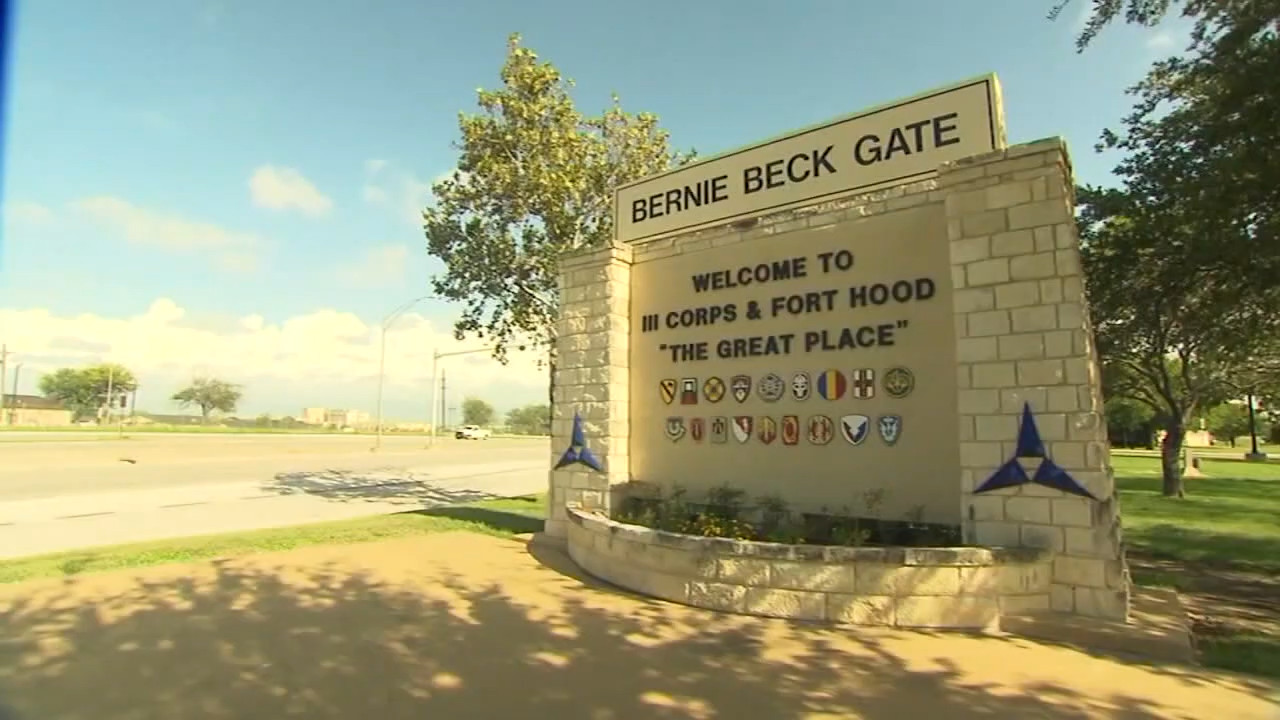 BERNIE BECK GATE
WELCOME TO
III CORPS & FORT HOOD
"THE GREAT PLACE"